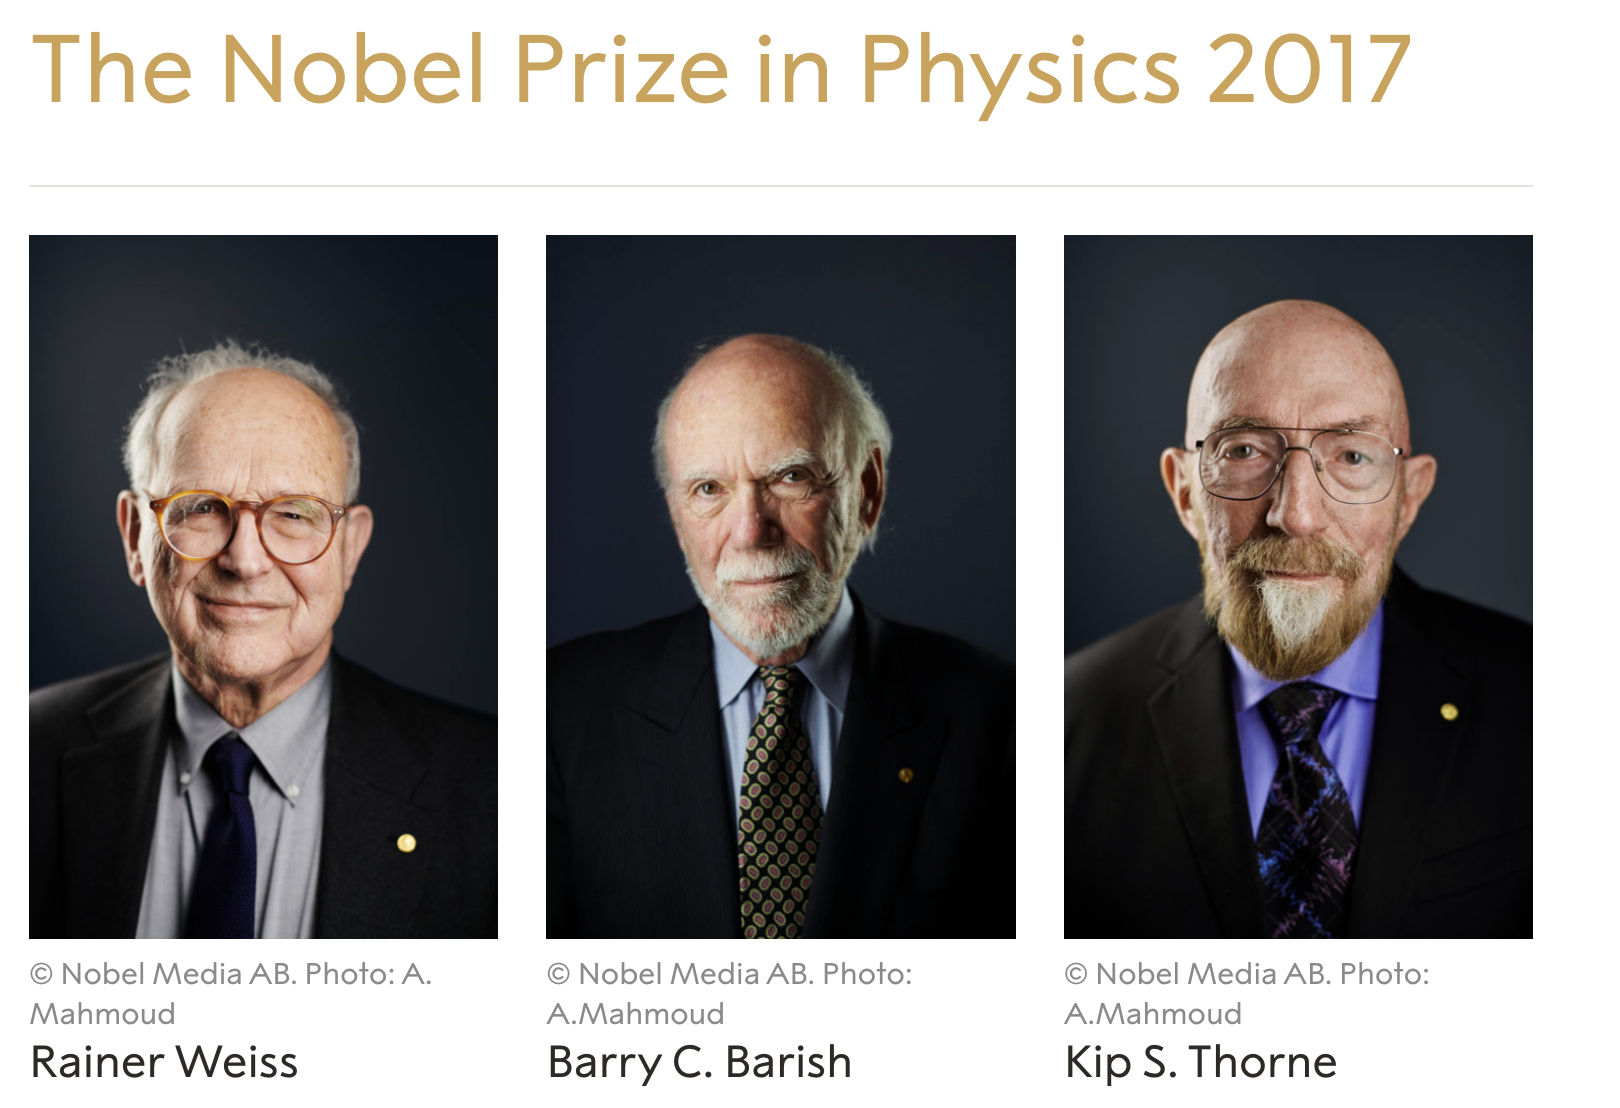 The Nobel Prize in Physics 2017
© Nobel Media AB. Photo: A.
Mahmoud
Rainer Weiss
© Nobel Media AB. Photo:
A.Mahmoud
Barry C. Barish
© Nobel Media AB. Photo:
A.Mahmoud
Kip S. Thorne